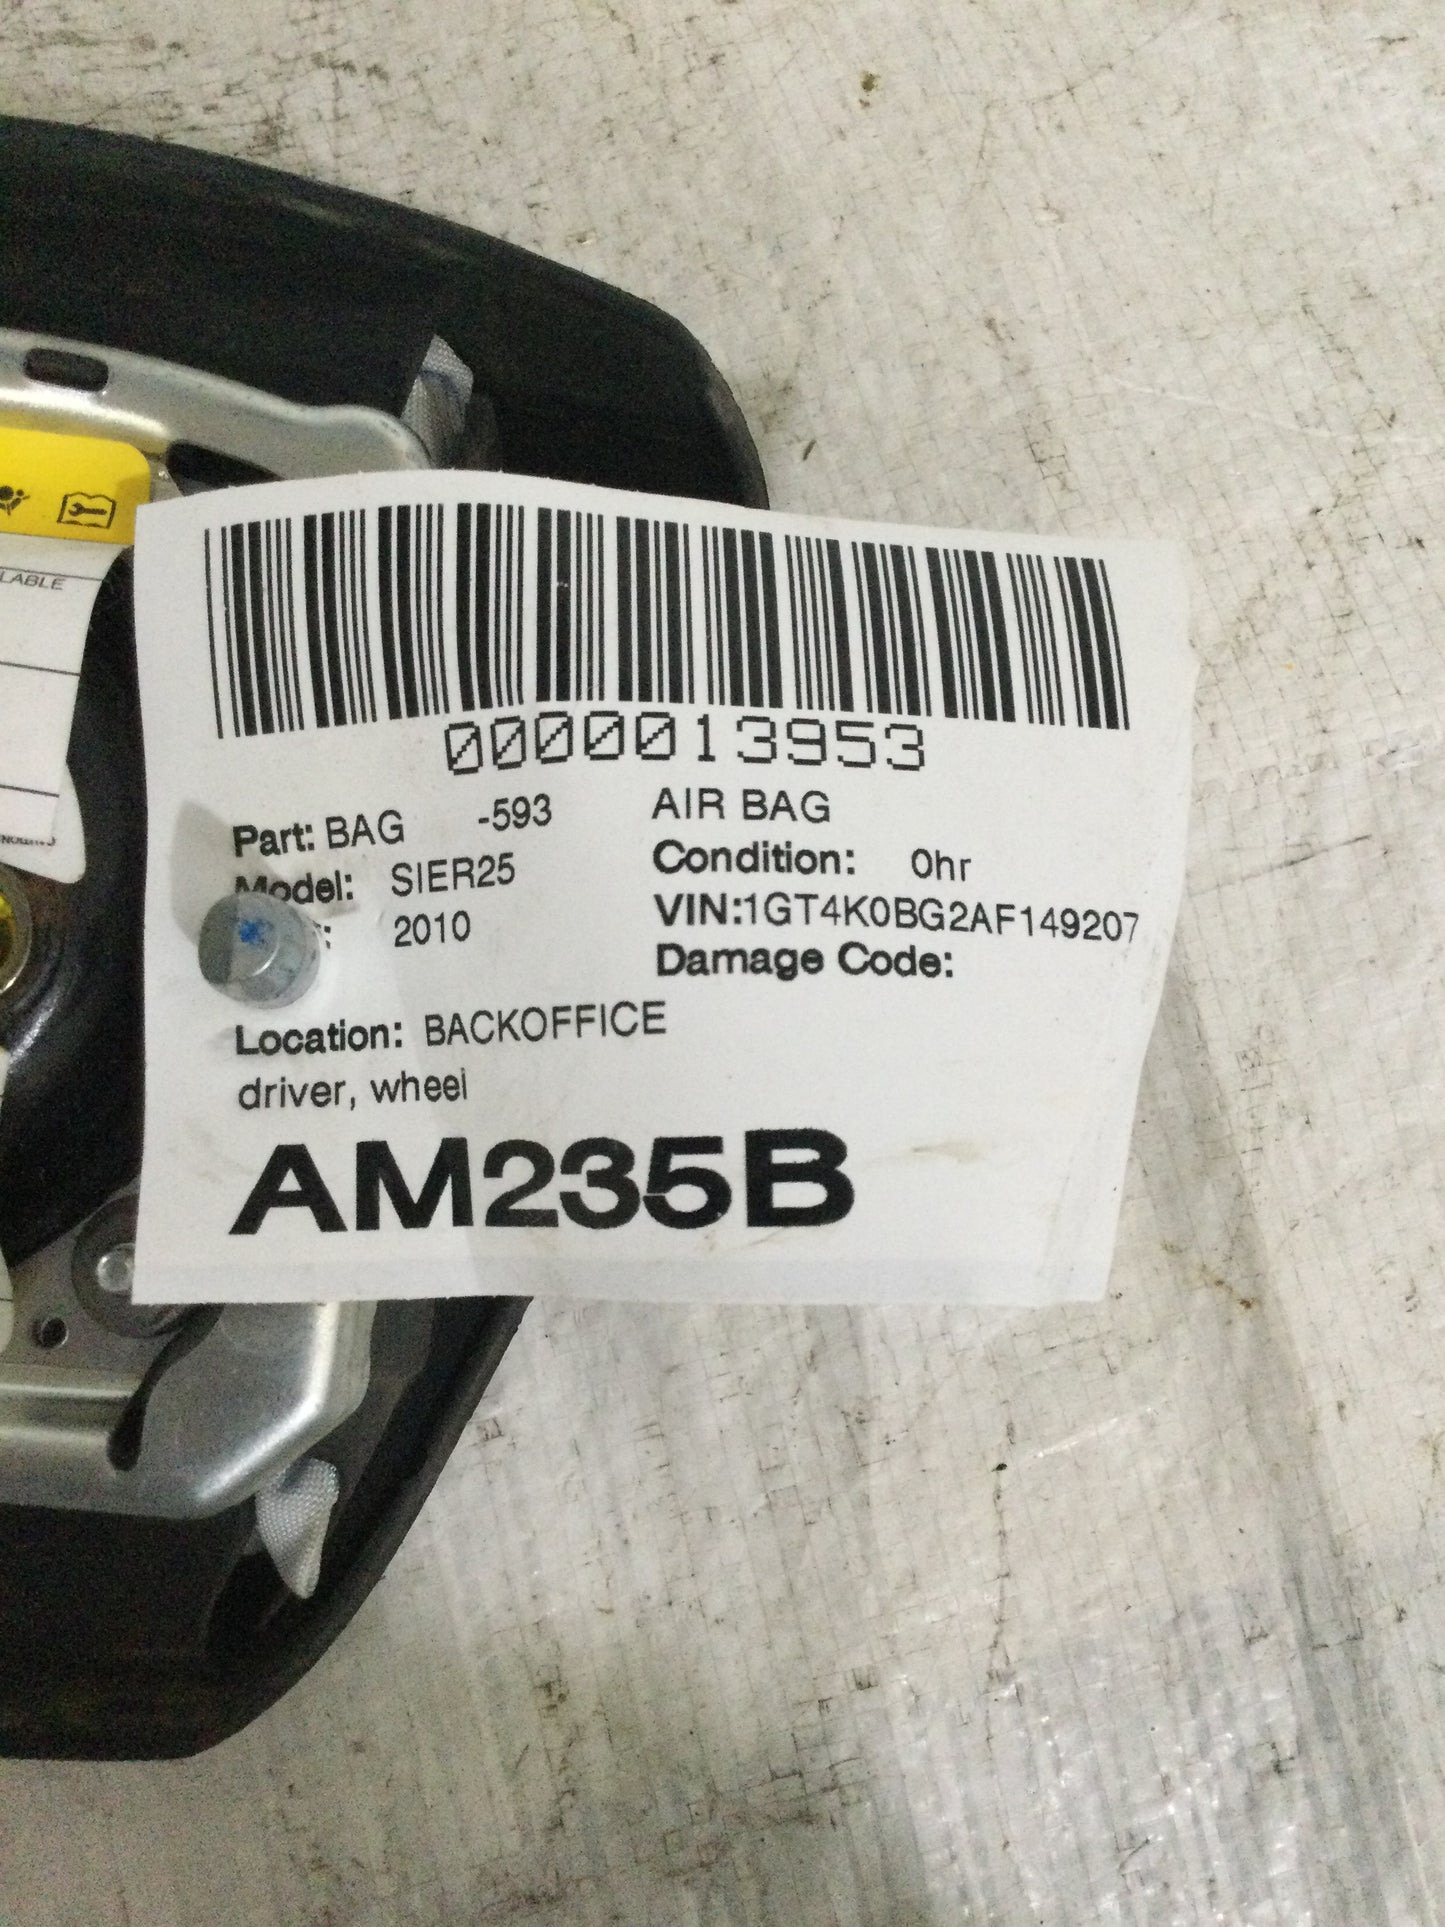 LABLE
0000013953
Part: BAG -593 AIR BAG
Model: SIER25 Condition: 0hr
: 2010 VIN:1GT4K0BG2AF149207
Damage Code:
Location: BACKOFFICE
driver, wheel
AM235B